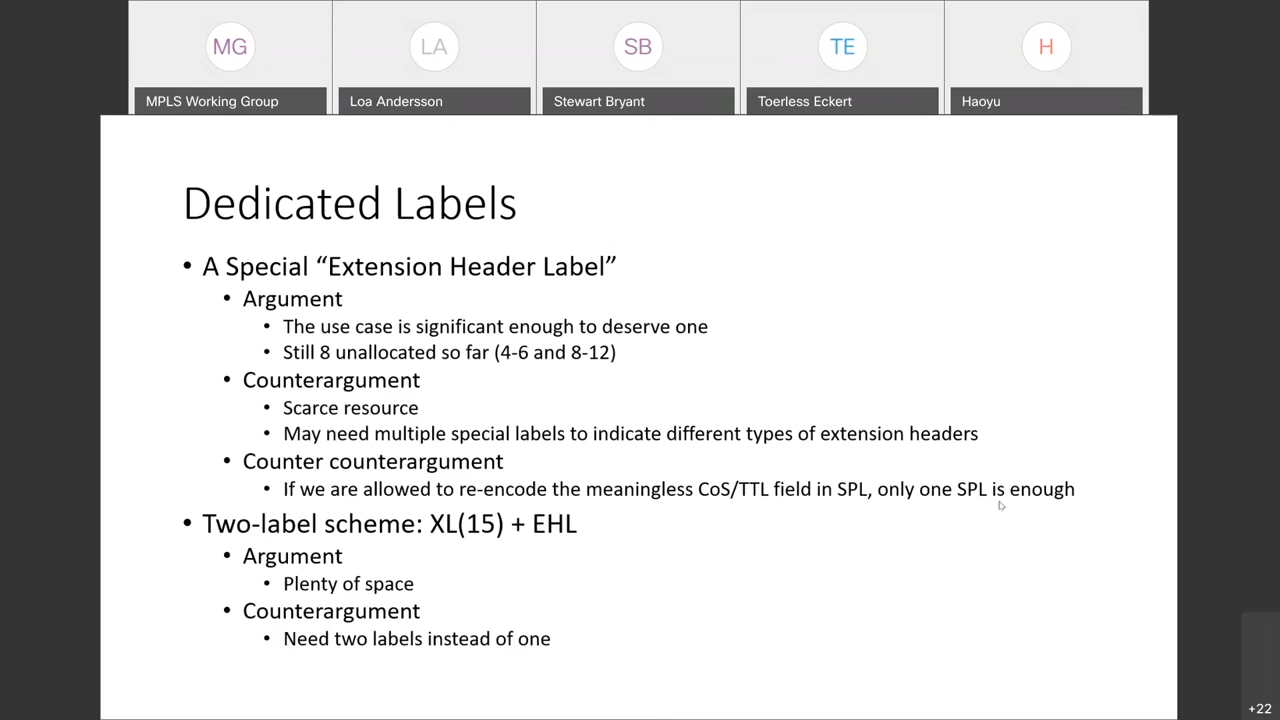 MG
LA
SB
TE
H
MPLS Working Group
Loa Andersson
Stewart Bryant
Toerless Eckert
Haoyu
Dedicated Labels
• A Special “Extension Header Label”
• Argument
• The use case is significant enough to deserve one
• Still 8 unallocated so far (4-6 and 8-12)
• Counterargument
• Scarce resource
• May need multiple special labels to indicate different types of extension headers
• Counter counterargument
• If we are allowed to re-encode the meaningless CoS/TTL field in SPL, only one SPL is enough
• Two-label scheme: XL(15) + EHL
• Argument
• Plenty of space
• Counterargument
• Need two labels instead of one
+22